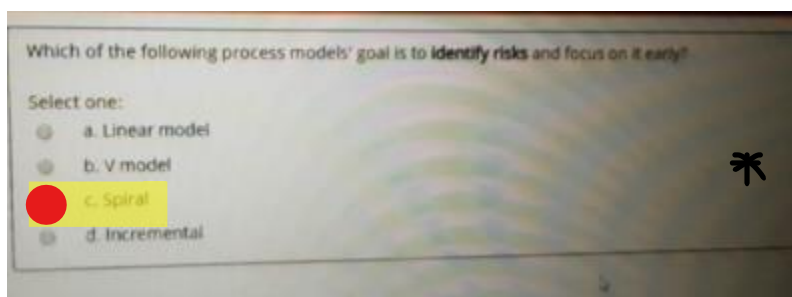 Which of the following process models' goal is to identify risks and focus on it early?
Select one:
a. Linear model
b. V model
c. Spiral
d. Incremental